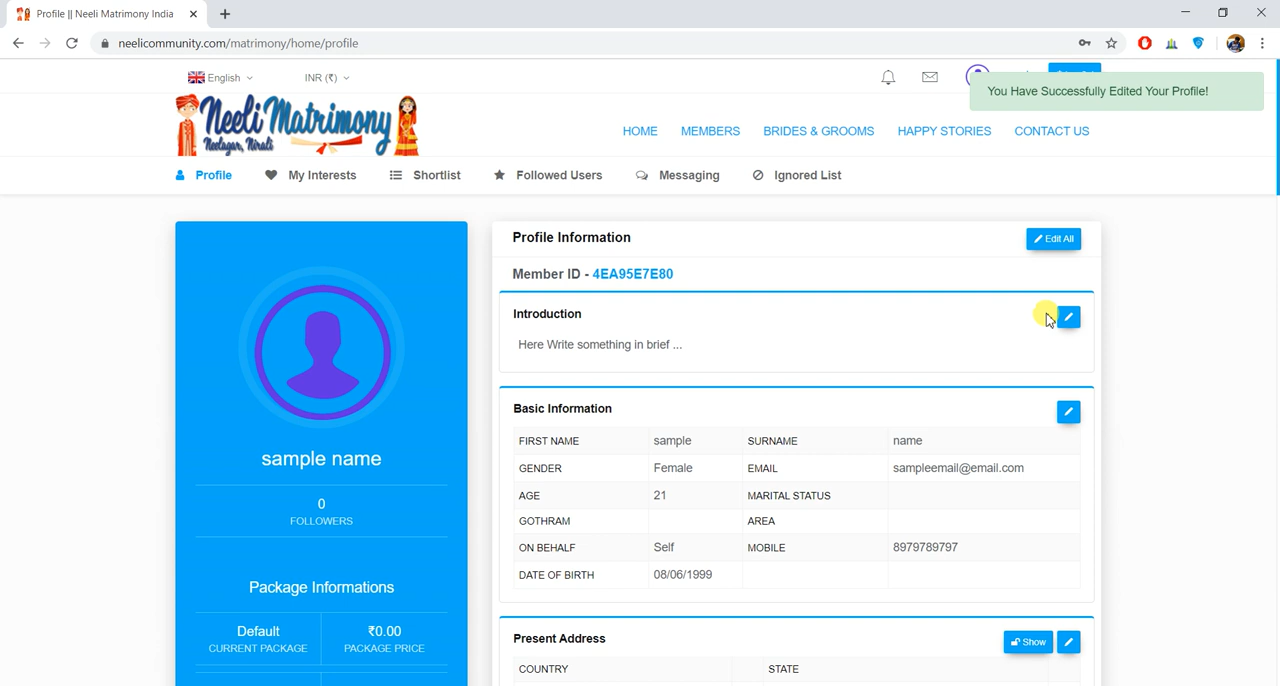 Profile || Neeli Matrimony India
neelicommunity.com/matrimony/home/profile
English
INR (₹)
You Have Successfully Edited Your Profile!
Neeli Matrimony
Neelagar, Nirali
HOME MEMBERS BRIDES & GROOMS HAPPY STORIES CONTACT US
Profile My Interests Shortlist Followed Users Messaging Ignored List
Profile Information
Edit All
Member ID - 4EA95E7E80
Introduction
Here Write something in brief ...
sample name
0
FOLLOWERS
Package Informations
Default ₹0.00
CURRENT PACKAGE PACKAGE PRICE
Basic Information
FIRST NAME sample SURNAME name
GENDER Female EMAIL sampleemail@email.com
AGE 21 MARITAL STATUS
GOTHRAM AREA
ON BEHALF Self MOBILE 8979789797
DATE OF BIRTH 08/06/1999
Present Address
Show
COUNTRY STATE